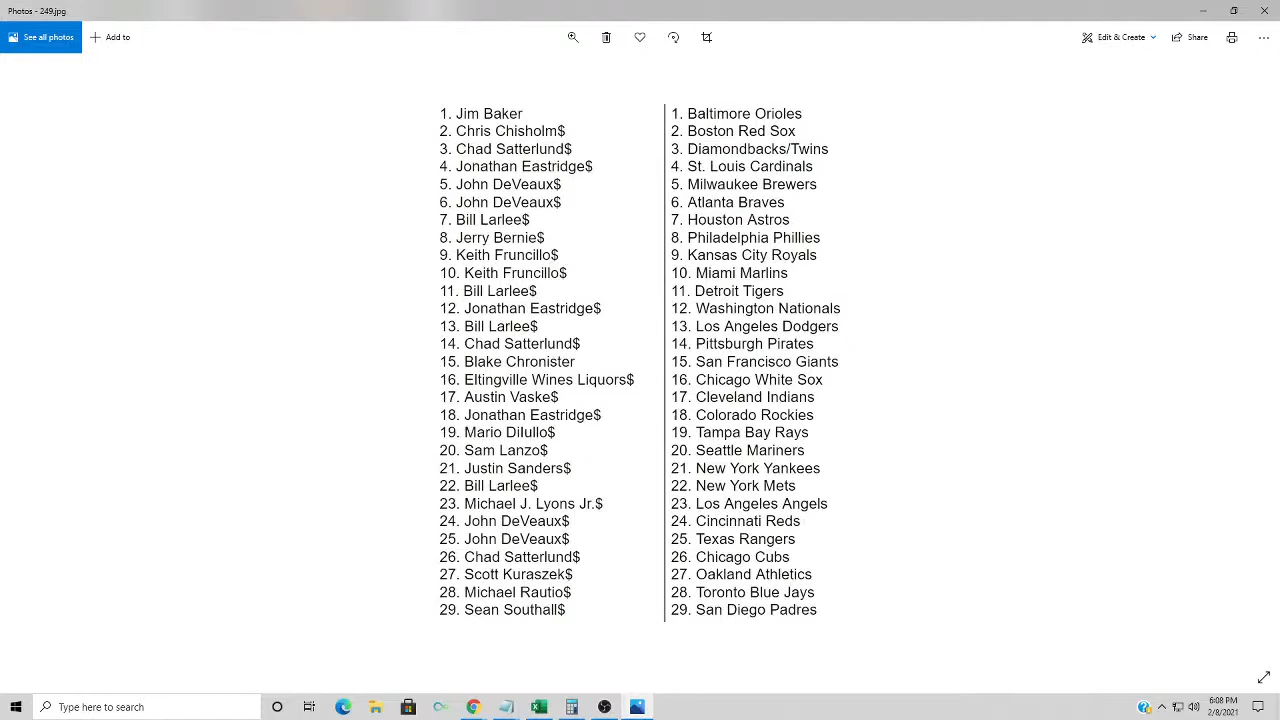 Photos - 249.jpg
See all photos
Add to
Edit & Create
Share
1. Jim Baker
2. Chris Chisholm$
3. Chad Satterlund$
4. Jonathan Eastridge$
5. John DeVeaux$
6. John DeVeaux$
7. Bill Larlee$
8. Jerry Bernie$
9. Keith Fruncillo$
10. Keith Fruncillo$
11. Bill Larlee$
12. Jonathan Eastridge$
13. Bill Larlee$
14. Chad Satterlund$
15. Blake Chronister
16. Eltingville Wines Liquors$
17. Austin Vaske$
18. Jonathan Eastridge$
19. Mario DiIullo$
20. Sam Lanzo$
21. Justin Sanders$
22. Bill Larlee$
23. Michael J. Lyons Jr.$
24. John DeVeaux$
25. John DeVeaux$
26. Chad Satterlund$
27. Scott Kuraszek$
28. Michael Rautio$
29. Sean Southall$
1. Baltimore Orioles
2. Boston Red Sox
3. Diamondbacks/Twins
4. St. Louis Cardinals
5. Milwaukee Brewers
6. Atlanta Braves
7. Houston Astros
8. Philadelphia Phillies
9. Kansas City Royals
10. Miami Marlins
11. Detroit Tigers
12. Washington Nationals
13. Los Angeles Dodgers
14. Pittsburgh Pirates
15. San Francisco Giants
16. Chicago White Sox
17. Cleveland Indians
18. Colorado Rockies
19. Tampa Bay Rays
20. Seattle Mariners
21. New York Yankees
22. New York Mets
23. Los Angeles Angels
24. Cincinnati Reds
25. Texas Rangers
26. Chicago Cubs
27. Oakland Athletics
28. Toronto Blue Jays
29. San Diego Padres
Type here to search
6:08 PM
2/8/2021